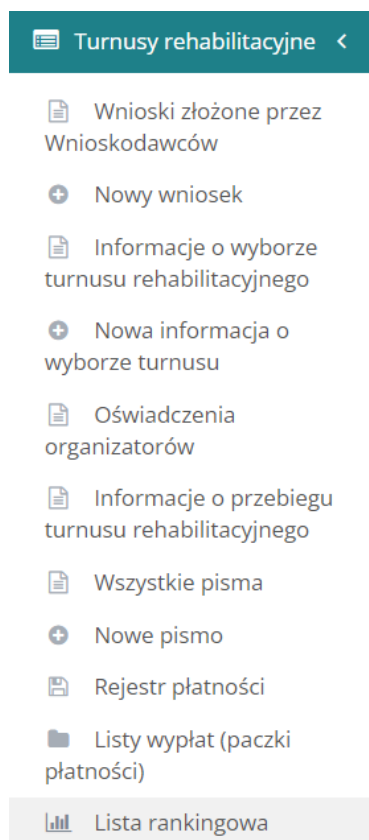 Turnusy rehabilitacyjne
Wnioski złożone przez
Wnioskodawców
Nowy wniosek
Informacje o wyborze
turnusu rehabilitacyjnego
Nowa informacja o
wyborze turnusu
Oświadczenia
organizatorów
Informacje o przebiegu
turnusu rehabilitacyjnego
Wszystkie pisma
Nowe pismo
Rejestr płatności
Listy wypłat (paczki
płatności)
Lista rankingowa